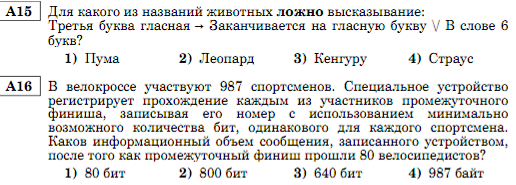 А15 Для какого из названий животных ложно высказывание:
Третья буква гласная → Заканчивается на гласную букву \/ В слове 6
букв?
1) Пума 2) Леопард 3) Кенгуру 4) Страус
А16 В велокроссе участвуют 987 спортсменов. Специальное устройство
регистрирует прохождение каждым из участников промежуточного
финиша, записывая его номер с использованием минимально
возможного количества бит, одинакового для каждого спортсмена.
Каков информационный объем сообщения, записанного устройством,
после того как промежуточный финиш прошли 80 велосипедистов?
1) 80 бит 2) 800 бит 3) 640 бит 4) 987 байт